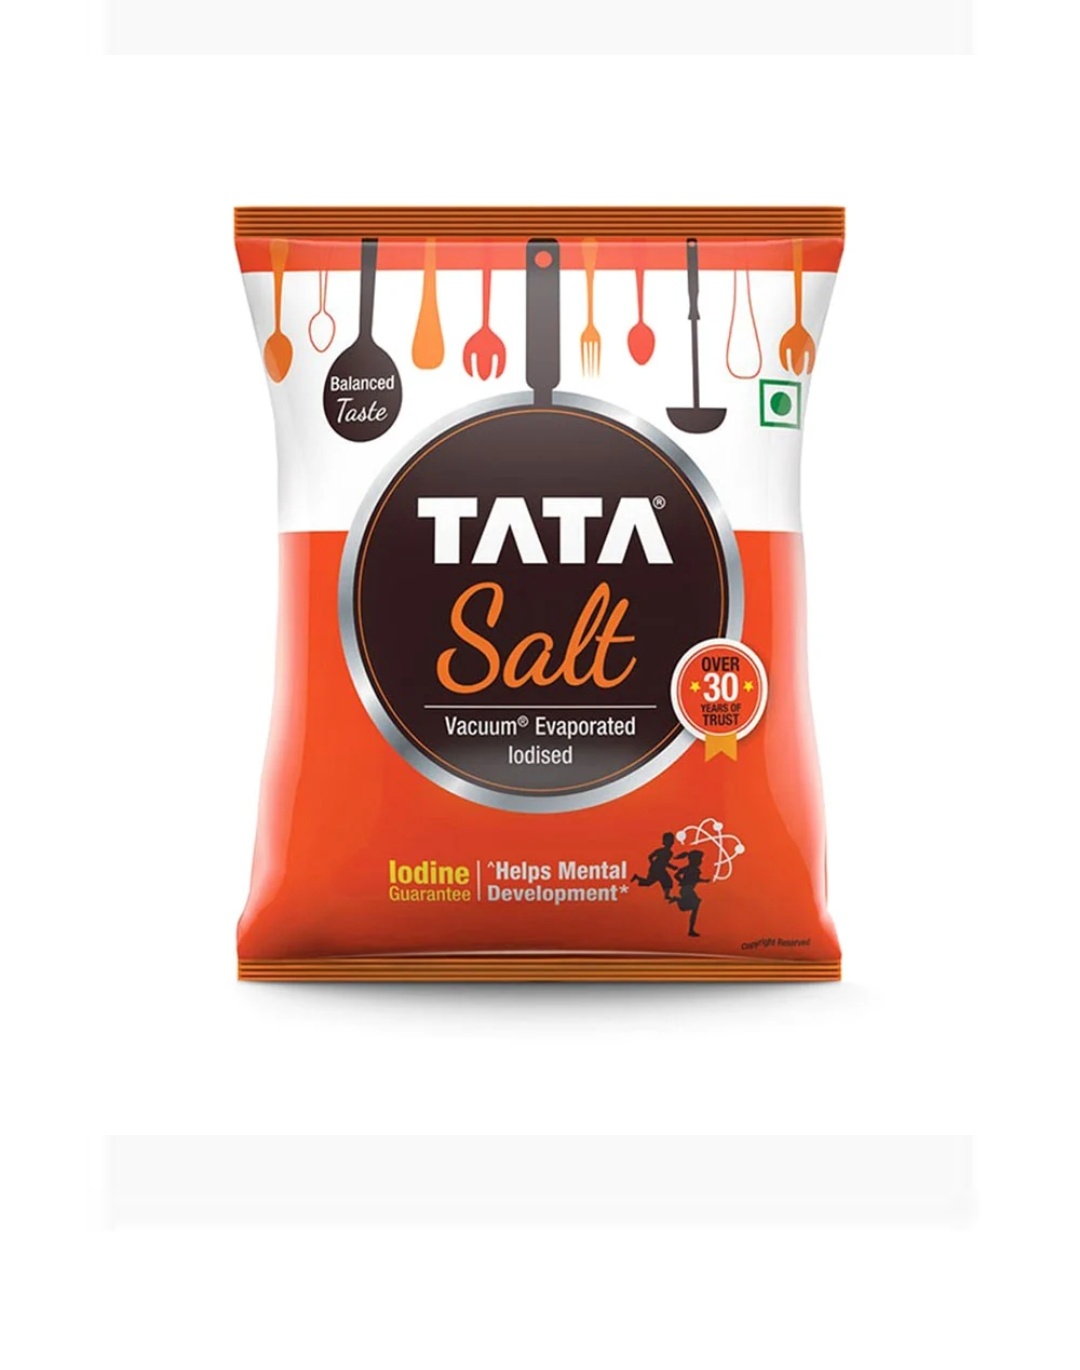 Balanced
Taste
TATA®
Salt
Vacuum® Evaporated
Iodised
OVER
30
YEARS OF
TRUST
Iodine
Guarantee
^Helps Mental
Development*
Copyright Reserved